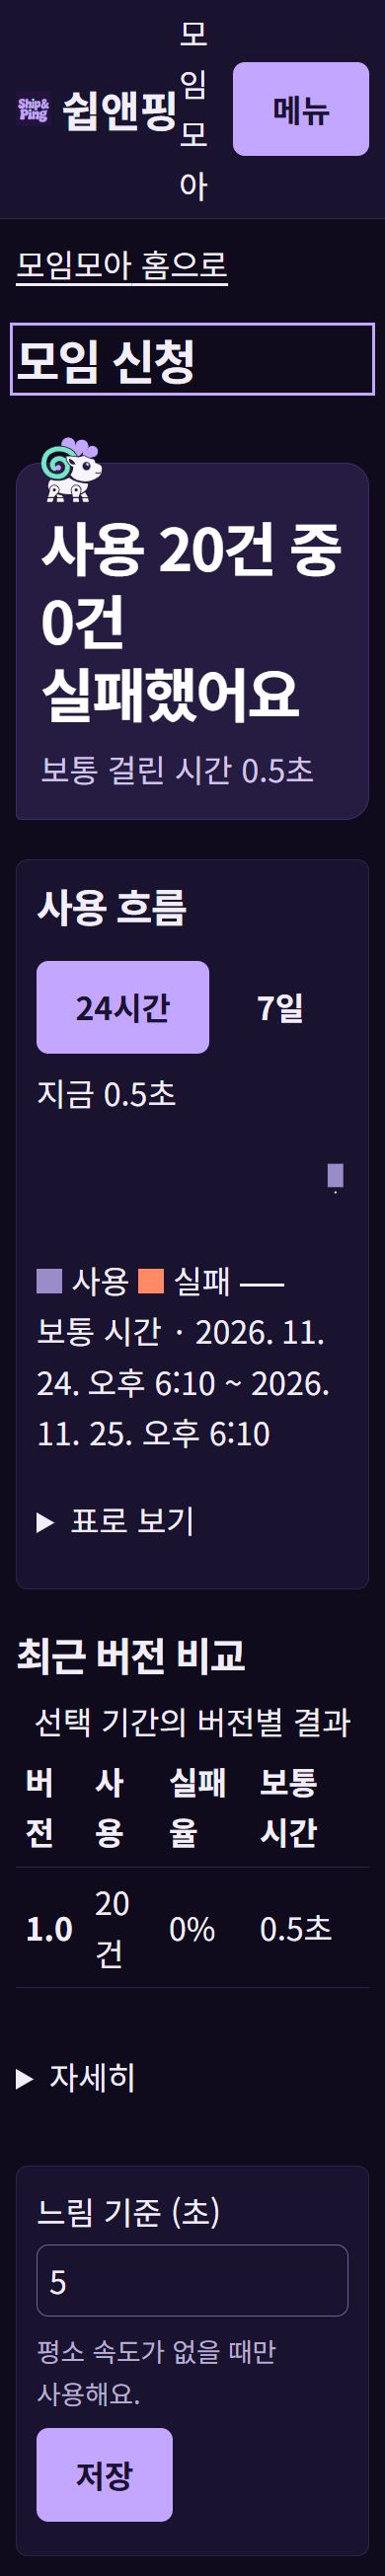 Ship&
Ping
쉽앤핑
모
임
모
아
메뉴
모임모아 홈으로
모임 신청
사용 20건 중
0건
실패했어요
보통 걸린 시간 0.5초
사용 흐름
24시간
7일
지금 0.5초
사용 실패
보통 시간 · 2026. 11.
24. 오후 6:10 ~ 2026.
11. 25. 오후 6:10
▶ 표로 보기
최근 버전 비교
선택 기간의 버전별 결과
버전 사용 실패율 보통 시간
1.0 20건 0% 0.5초
▶ 자세히
느림 기준 (초)
5
평소 속도가 없을 때만
사용해요.
저장